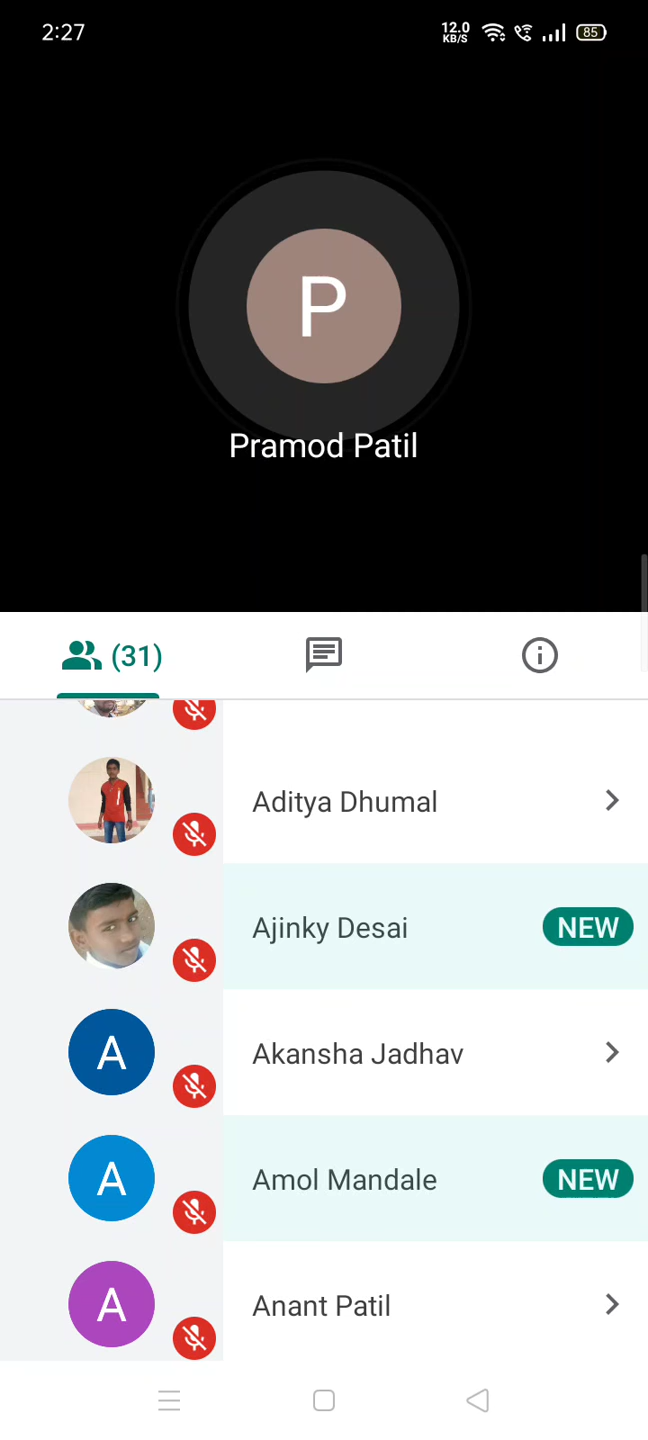 2:27
12.0
KB/S
85
P
Pramod Patil
(31)
Aditya Dhumal
Ajinky Desai NEW
A Akansha Jadhav
A Amol Mandale NEW
A Anant Patil